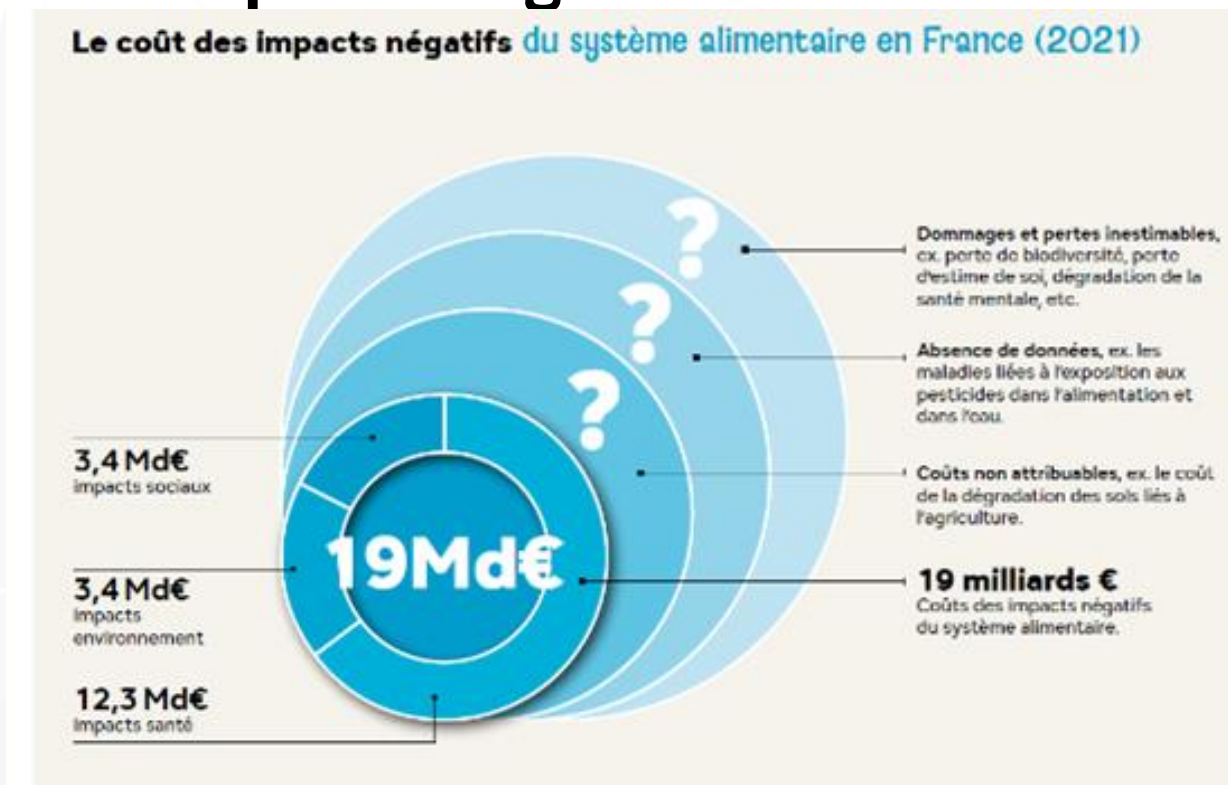 Le coût des impacts négatifs du système alimentaire en France (2021)
?
?
?
Dommages et pertes inestimables,
ex. perte de biodiversité, perte
d'estime de soi, dégradation de la
santé mentale, etc.
Absence de données, ex. les
maladies liées à l'exposition aux
pesticides dans l'alimentation et
dans l'eau.
Coûts non attribuables, ex. le coût
de la dégradation des sols liés à
l'agriculture.
19 milliards €
Coûts des impacts négatifs
du système alimentaire.
19Md€
3,4 Md€
impacts sociaux
3,4 Md€
Impacts
environnement
12,3 Md€
Impacts santé